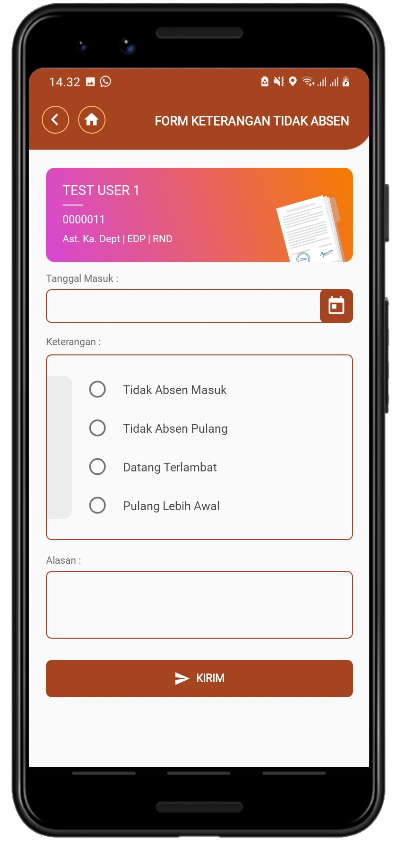 14.32
FORM KETERANGAN TIDAK ABSEN
TEST USER 1
0000011
Ast. Ka. Dept | EDP | RND
Tanggal Masuk :
Keterangan :
Tidak Absen Masuk
Tidak Absen Pulang
Datang Terlambat
Pulang Lebih Awal
Alasan :
KIRIM